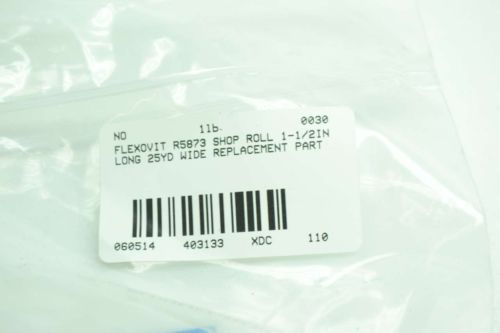 NO 1lb. 0030
FLEXOVIT R5873 SHOP ROLL 1-1/2IN
LONG 25YD WIDE REPLACEMENT PART
060514 403133 XDC 110